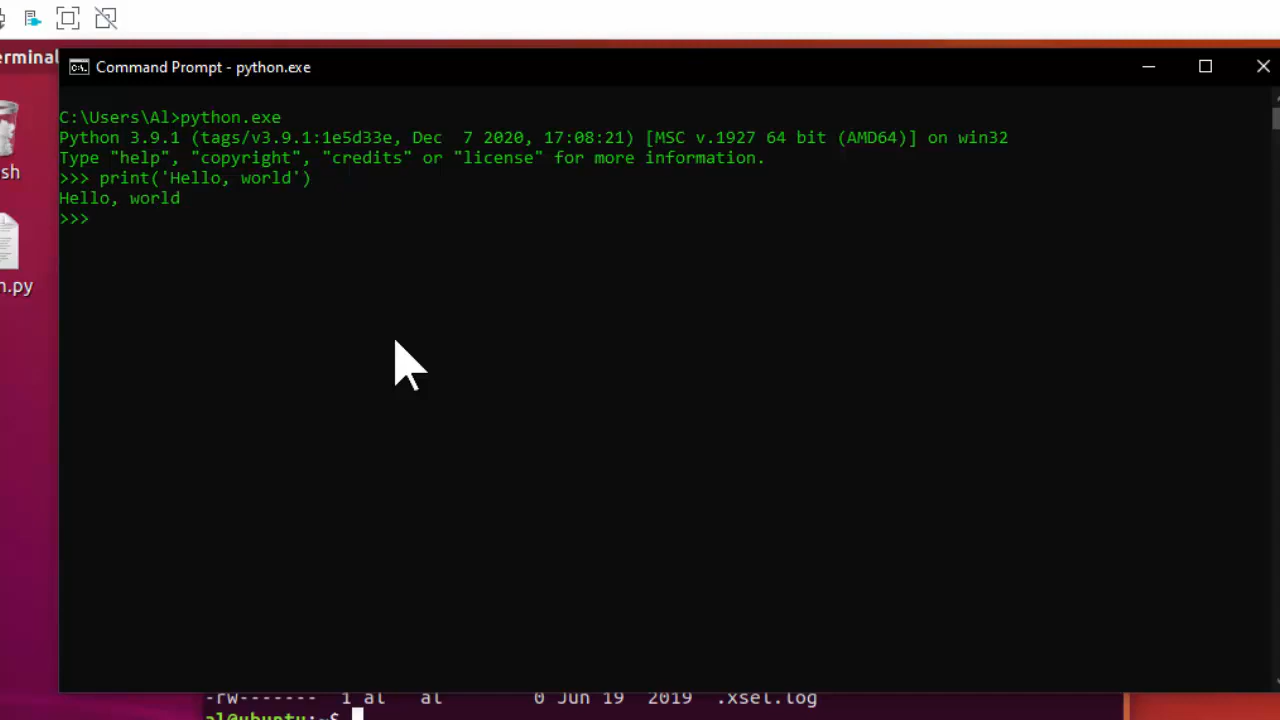 Command Prompt - python.exe
C:\Users\Al>python.exe
Python 3.9.1 (tags/v3.9.1:1e5d33e, Dec  7 2020, 17:08:21) [MSC v.1927 64 bit (AMD64)] on win32
Type "help", "copyright", "credits" or "license" for more information.
>>> print('Hello, world')
Hello, world
>>>
erminal
sh
n.py
-rw------- 1 al al 0 Jun 19 2019 .xsel.log
al@ubuntu:~$